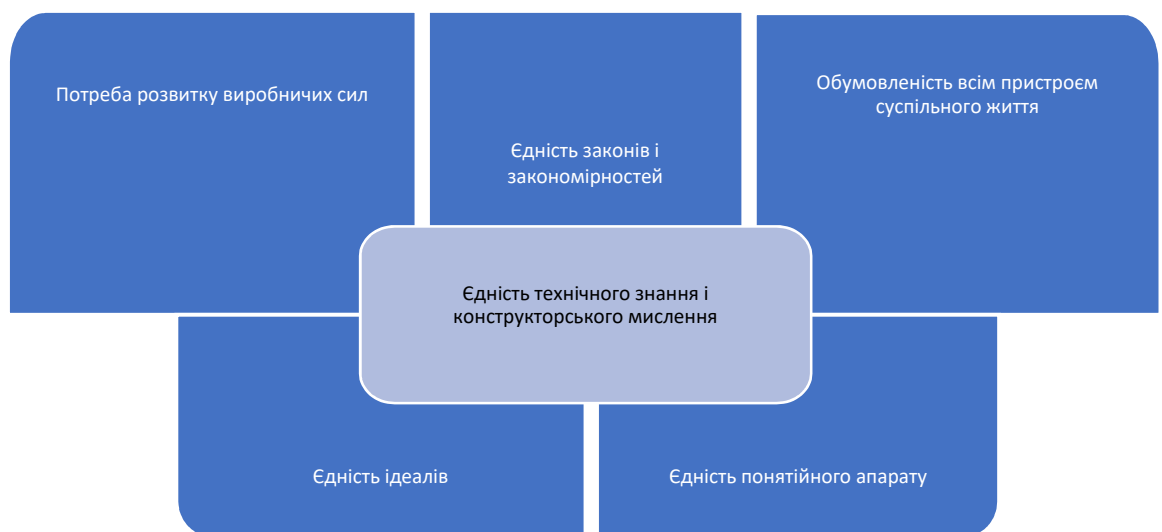 Потреба розвитку виробничих сил
Єдність законів і
закономірностей
Обумовленість всім пристроєм
суспільного життя
Єдність технічного знання і
конструкторського мислення
Єдність ідеалів
Єдність понятійного апарату